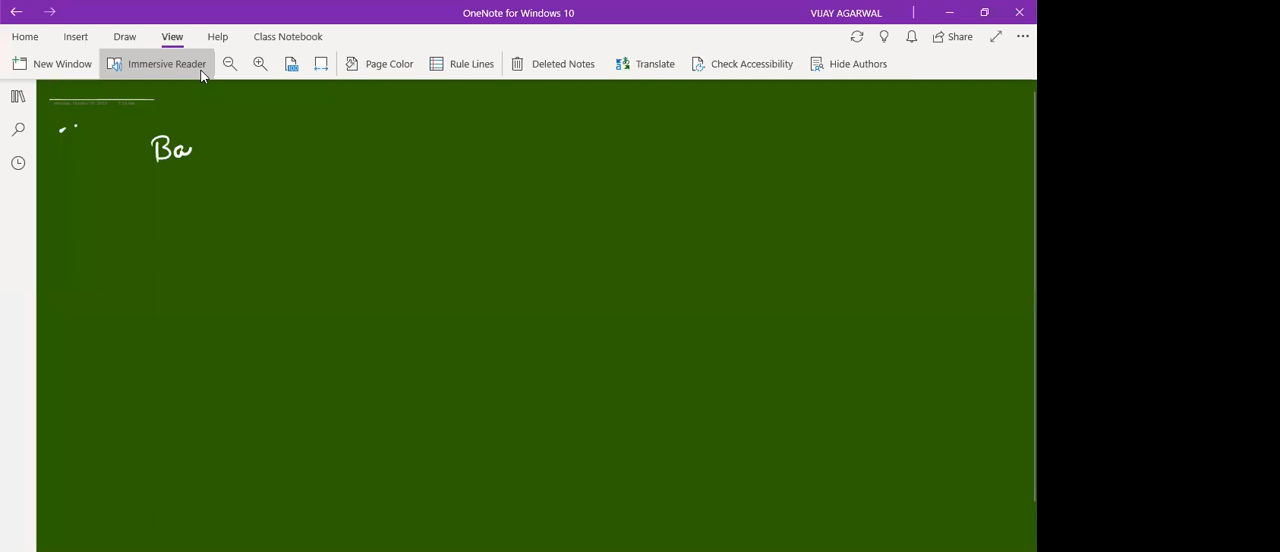 OneNote for Windows 10 VIJAY AGARWAL
Home Insert Draw View Help Class Notebook Share
New Window Immersive Reader Page Color Rule Lines Deleted Notes Translate Check Accessibility Hide Authors
Ba